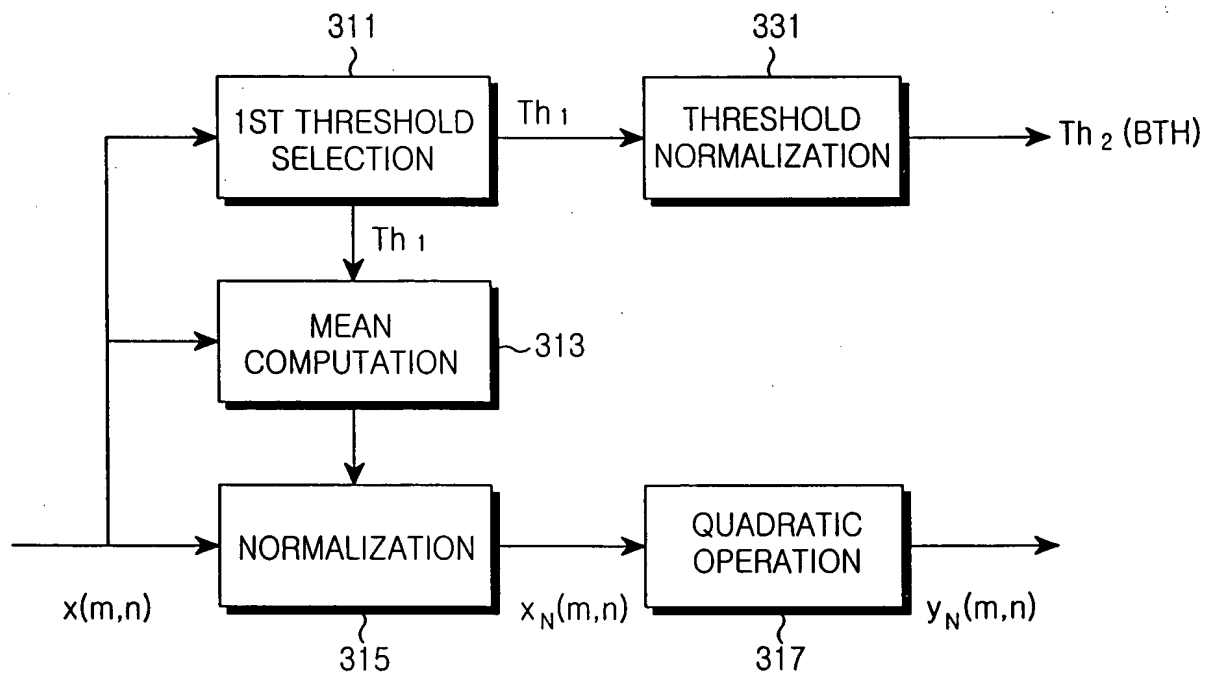 311
331
1ST THRESHOLD
SELECTION
Th 1
THRESHOLD
NORMALIZATION
Th 2 (BTH)
Th 1
MEAN
COMPUTATION
313
NORMALIZATION
QUADRATIC
OPERATION
x(m,n)
xN(m,n)
yN(m,n)
315
317